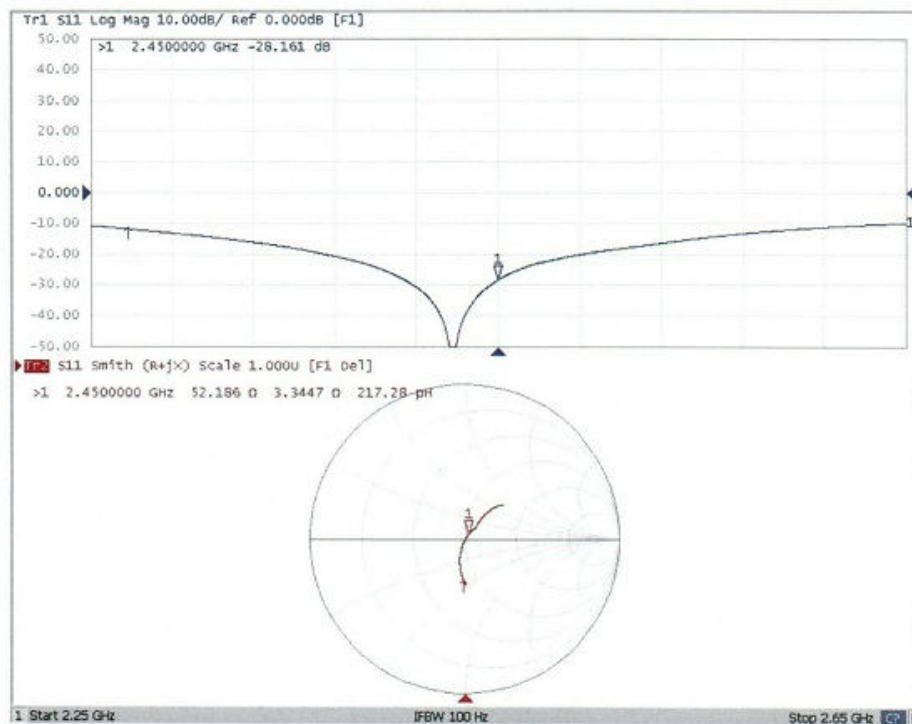 Tr1 S11 Log Mag 10.00dB/ Ref 0.000dB [F1]
50.00
>1 2.4500000 GHz -28.161 dB
40.00
30.00
20.00
10.00
0.000
-10.00
1
-20.00
1
-30.00
-40.00
-50.00
Tr2 S11 Smith (R+jX) Scale 1.000U [F1 Del]
>1 2.4500000 GHz 52.186 Ω 3.3447 Ω 217.28 pH
1
1 Start 2.25 GHz IFBW 100 Hz Stop 2.65 GHz